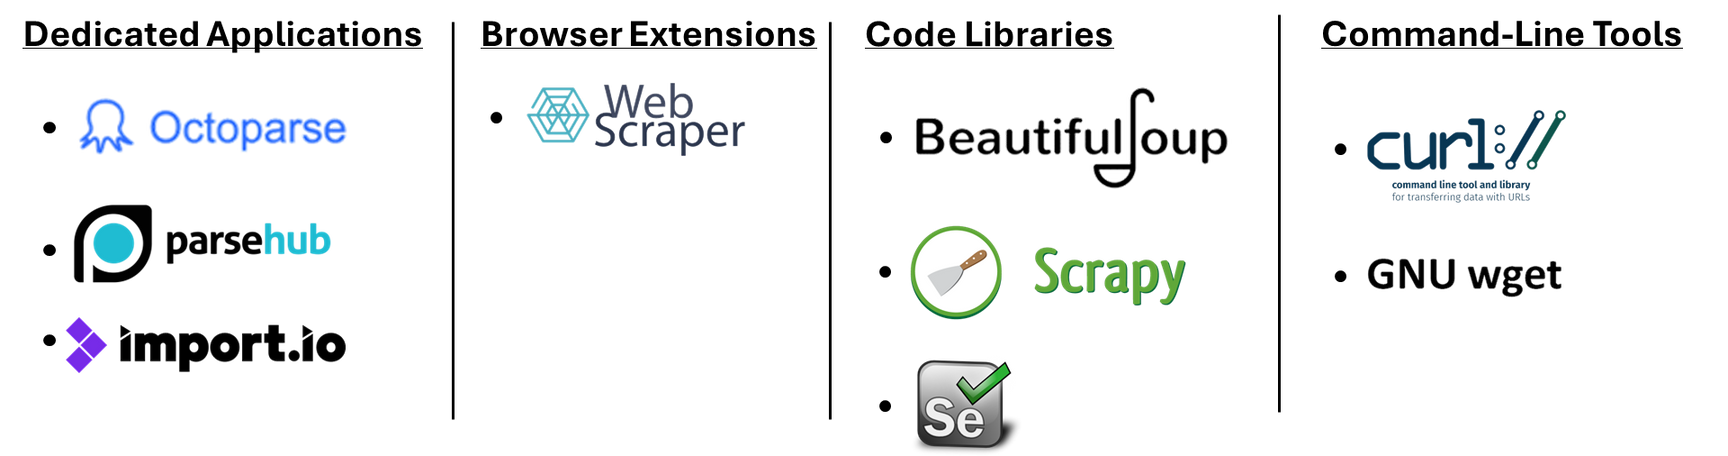 Dedicated Applications
Octoparse
parsehub
import.io
Browser Extensions
Web
Scraper
Code Libraries
BeautifulSoup
Scrapy
Se
Command-Line Tools
curl://
command line tool and library
for transferring data with URLs
GNU wget